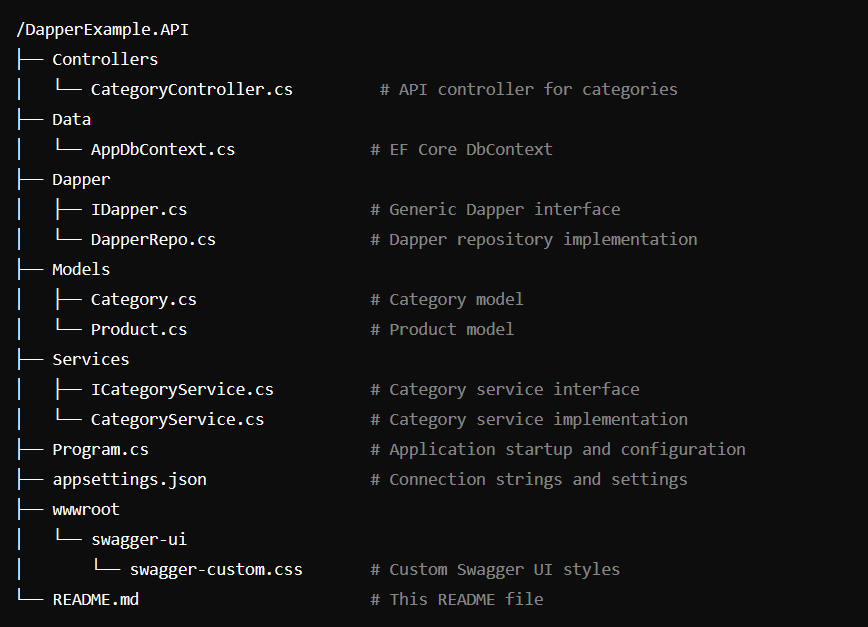 /DapperExample.API
├── Controllers
│   └── CategoryController.cs         # API controller for categories
├── Data
│   └── AppDbContext.cs              # EF Core DbContext
├── Dapper
│   ├── IDapper.cs                   # Generic Dapper interface
│   └── DapperRepo.cs                # Dapper repository implementation
├── Models
│   ├── Category.cs                  # Category model
│   └── Product.cs                   # Product model
├── Services
│   ├── ICategoryService.cs          # Category service interface
│   └── CategoryService.cs           # Category service implementation
├── Program.cs                       # Application startup and configuration
├── appsettings.json                 # Connection strings and settings
├── wwwroot
│   └── swagger-ui
│       └── swagger-custom.css       # Custom Swagger UI styles
└── README.md                        # This README file